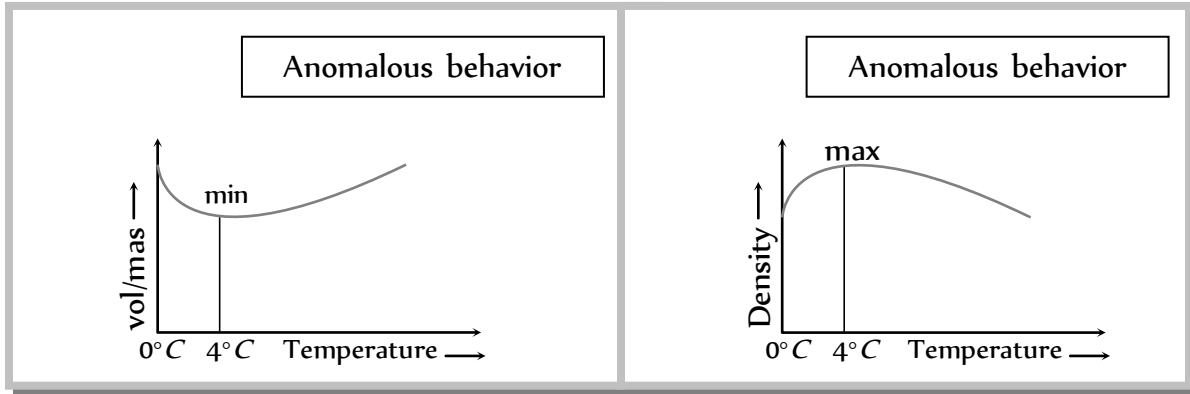 Anomalous behavior
min
vol/mas
0°C 4°C Temperature
Anomalous behavior
max
Density
0°C 4°C Temperature